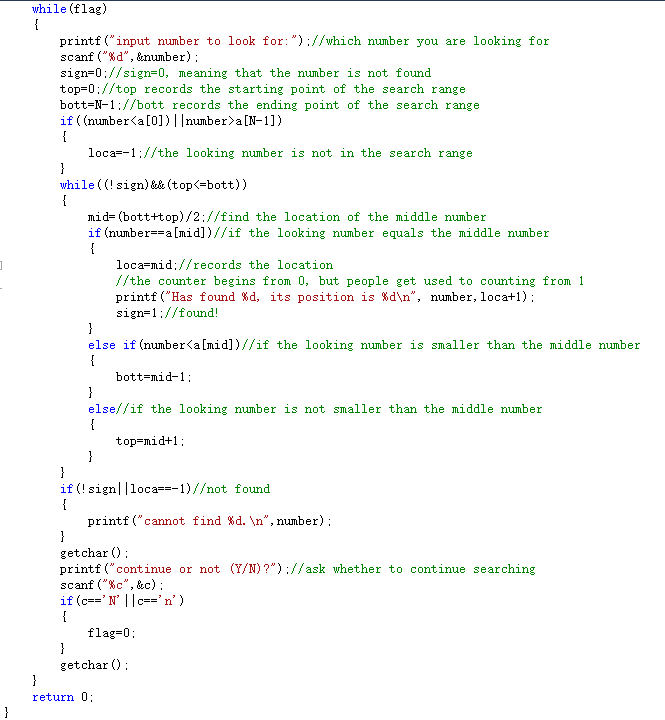 while(flag)
{
printf("input number to look for:");//which number you are looking for
scanf("%d",&number);
sign=0;//sign=0, meaning that the number is not found
top=0;//top records the starting point of the search range
bott=N-1;//bott records the ending point of the search range
if((number<a[0])||number>a[N-1])
{
loca=-1;//the looking number is not in the search range
}
while((!sign)&&(top<=bott))
{
mid=(bott+top)/2;//find the location of the middle number
if(number==a[mid])//if the looking number equals the middle number
{
loca=mid;//records the location
//the counter begins from 0, but people get used to counting from 1
printf("Has found %d, its position is %d\n", number,loca+1);
sign=1;//found!
}
else if(number<a[mid])//if the looking number is smaller than the middle number
{
bott=mid-1;
}
else//if the looking number is not smaller than the middle number
{
top=mid+1;
}
}
if(!sign||loca==-1)//not found
{
printf("cannot find %d.\n",number);
}
getchar();
printf("continue or not (Y/N)?");//ask whether to continue searching
scanf("%c",&c);
if(c=='N'||c=='n')
{
flag=0;
}
getchar();
}
return 0;
}